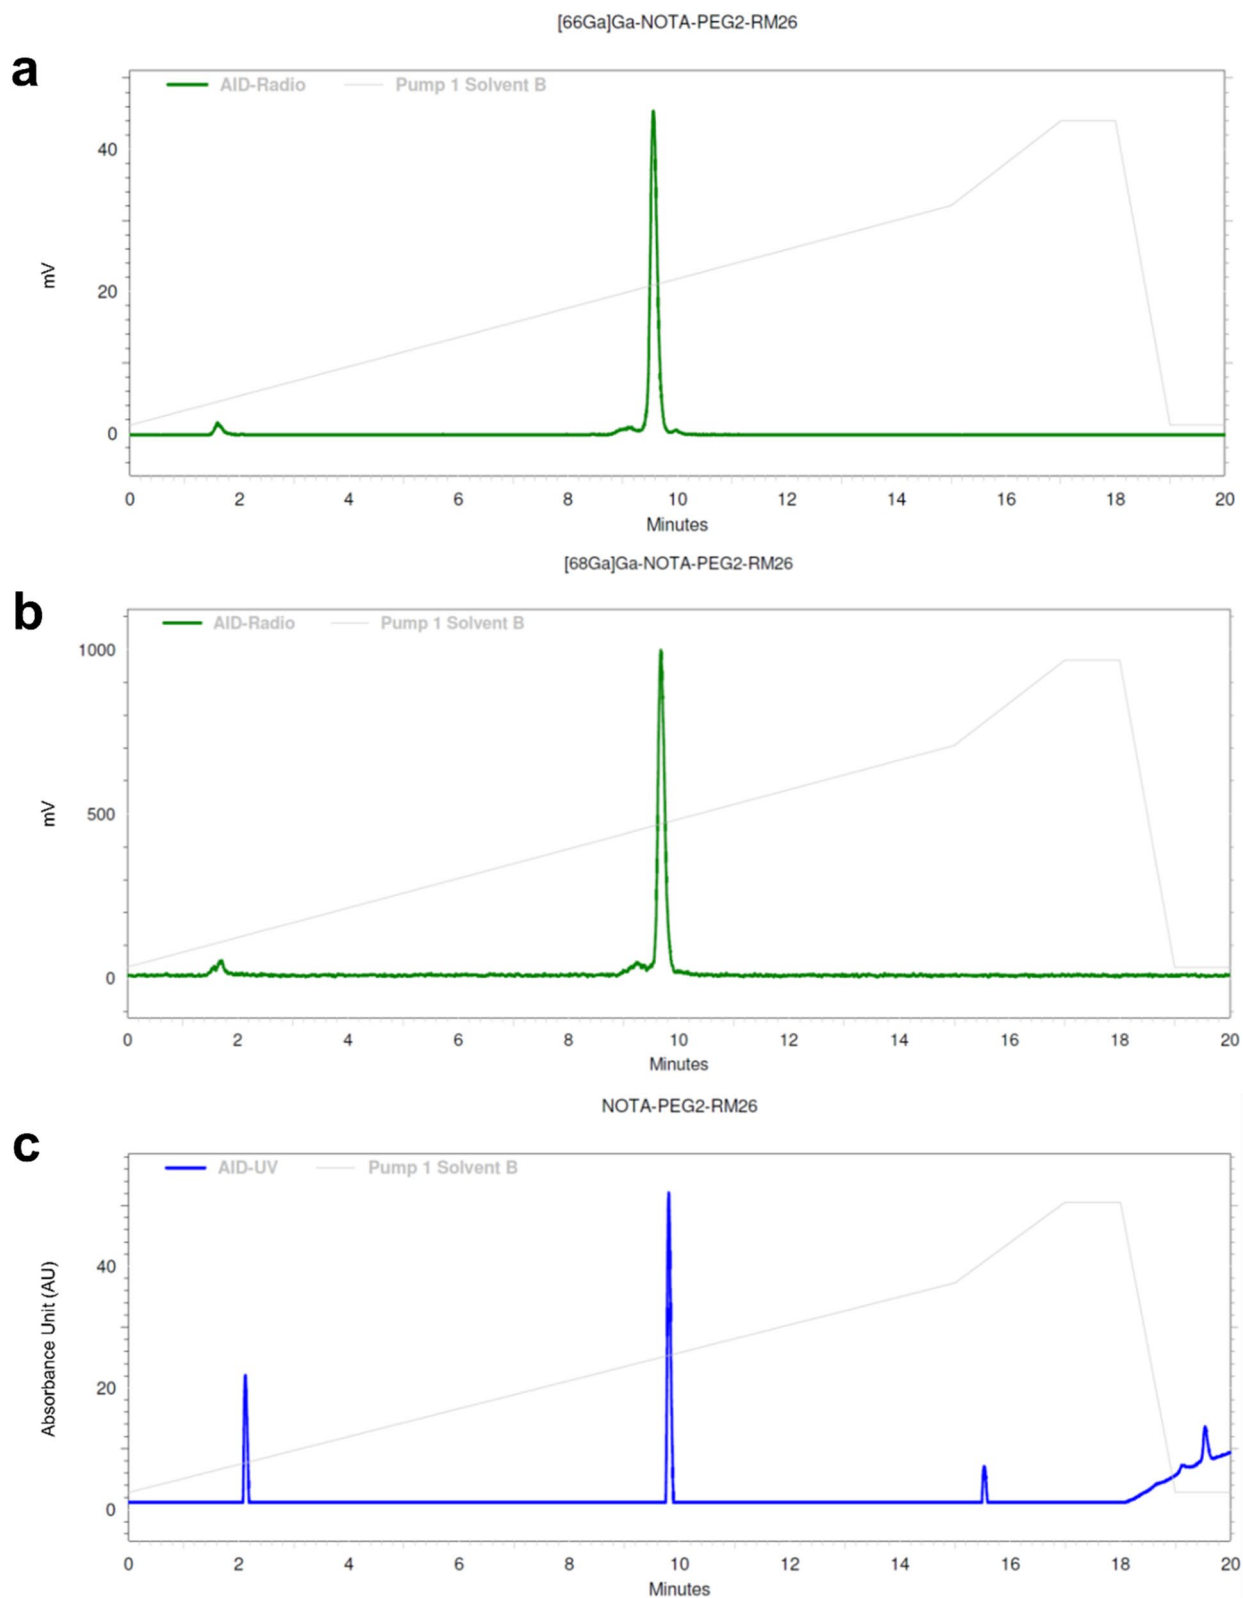 [66Ga]Ga-NOTA-PEG2-RM26
a
AID-Radio Pump 1 Solvent B
mV
40
20
0
0 2 4 6 8 10 12 14 16 18 20
Minutes
[68Ga]Ga-NOTA-PEG2-RM26
b
AID-Radio Pump 1 Solvent B
mV
1000
500
0
0 2 4 6 8 10 12 14 16 18 20
Minutes
NOTA-PEG2-RM26
c
AID-UV Pump 1 Solvent B
Absorbance Unit (AU)
40
20
0
0 2 4 6 8 10 12 14 16 18 20
Minutes